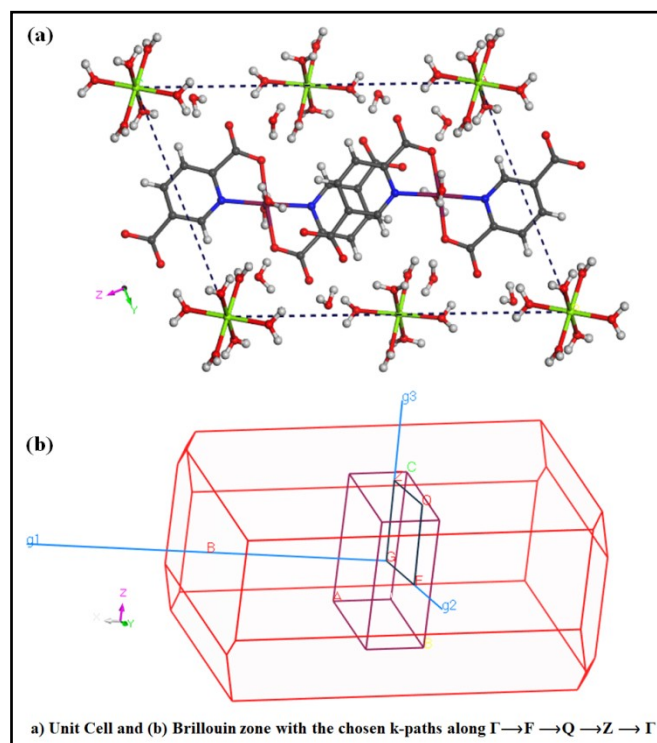 (a)
Z
Y
(b)
g3
C
Z
Q
g1
B
G
F
g2
A
Z
X
Y
a) Unit Cell and (b) Brillouin zone with the chosen k-paths along Γ→F →Q →Z → Γ